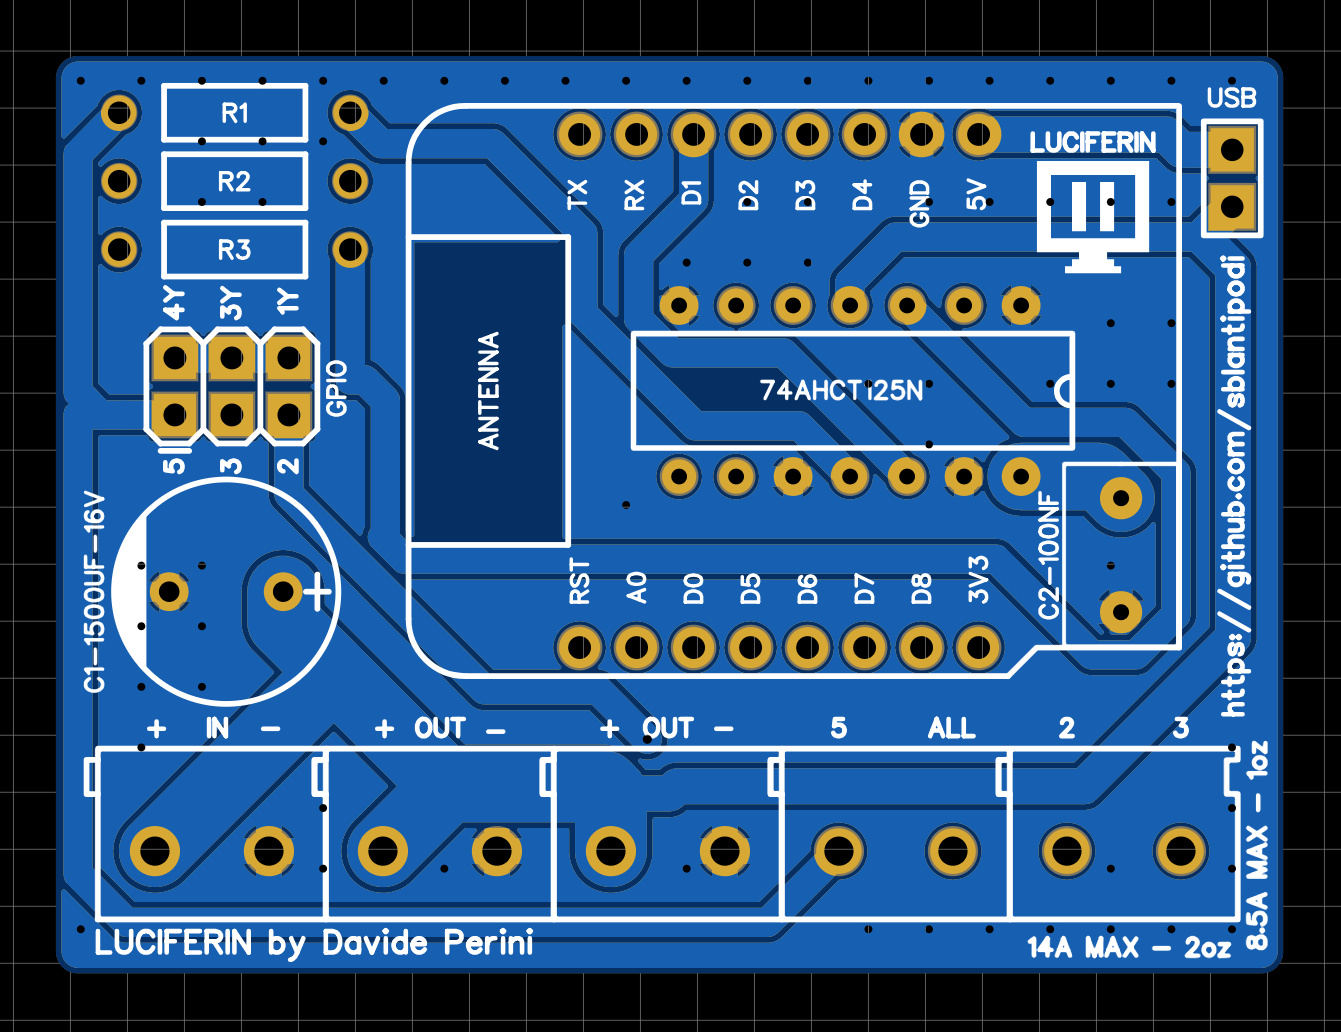 USB
R1
LUCIFERIN
R2
TX
RX
D1
D2
D3
D4
GND
5V
R3
4Y
3Y
1Y
GPIO
ANTENNA
74AHCT125N
5
3
2
https://github.com/sblantipodi
C1-1500UF-16V
+
C2-100NF
RST
A0
D0
D5
D6
D7
D8
3V3
+ IN -
+ OUT -
+ OUT -
5 ALL
2 3
8.5A MAX - 1oz
LUCIFERIN by Davide Perini
14A MAX - 2oz